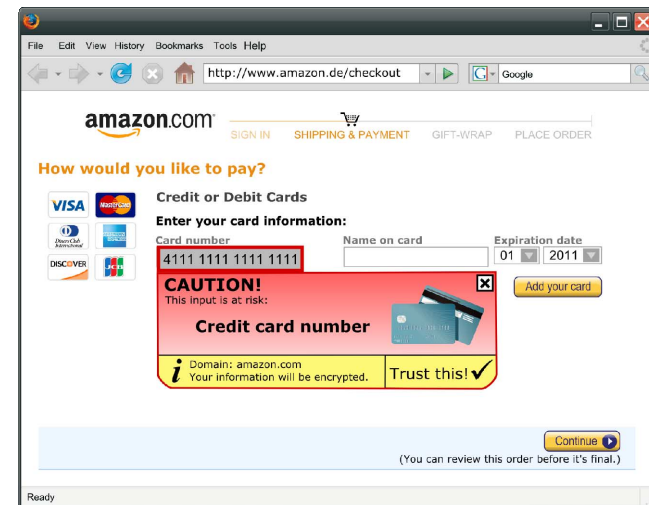 File Edit View History Bookmarks Tools Help
http://www.amazon.de/checkout
G Google
amazon.com
SIGN IN SHIPPING & PAYMENT GIFT-WRAP PLACE ORDER
How would you like to pay?
VISA MasterCard
Credit or Debit Cards
Enter your card information:
Diners Club International
Card number Name on card Expiration date
DISCOVER JCB
4111 1111 1111 1111 01 2011
CAUTION!
This input is at risk:
Add your card
Credit card number
i Domain: amazon.com
Your information will be encrypted.
Trust this!
Continue
(You can review this order before it's final.)
Ready